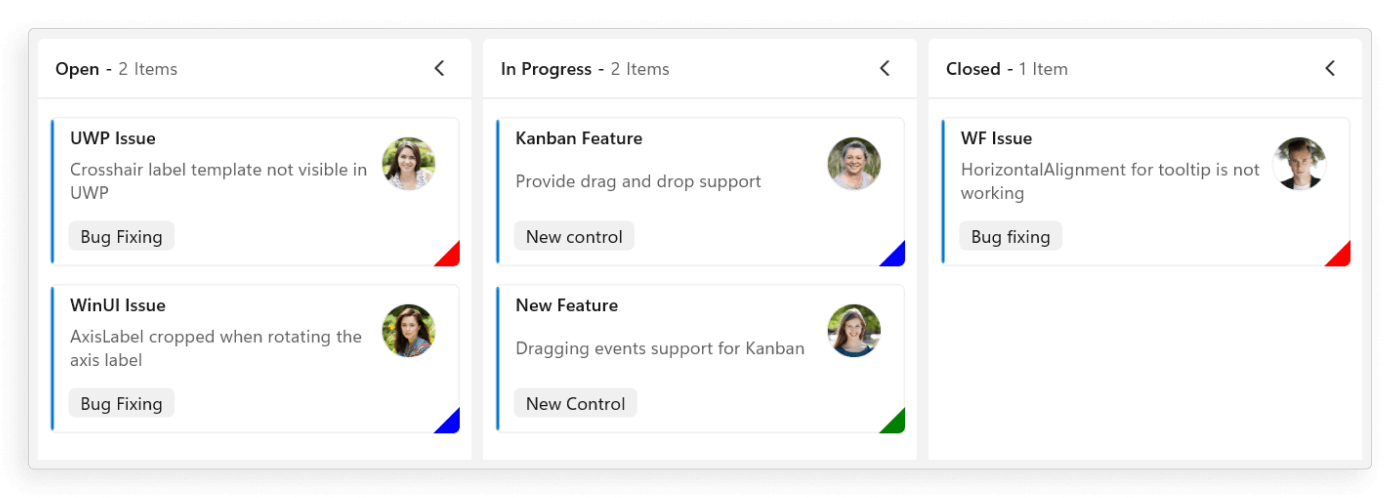 Open - 2 Items
UWP Issue
Crosshair label template not visible in
UWP
Bug Fixing
WinUI Issue
AxisLabel cropped when rotating the
axis label
Bug Fixing
In Progress - 2 Items
Kanban Feature
Provide drag and drop support
New control
New Feature
Dragging events support for Kanban
New Control
Closed - 1 Item
WF Issue
HorizontalAlignment for tooltip is not
working
Bug fixing